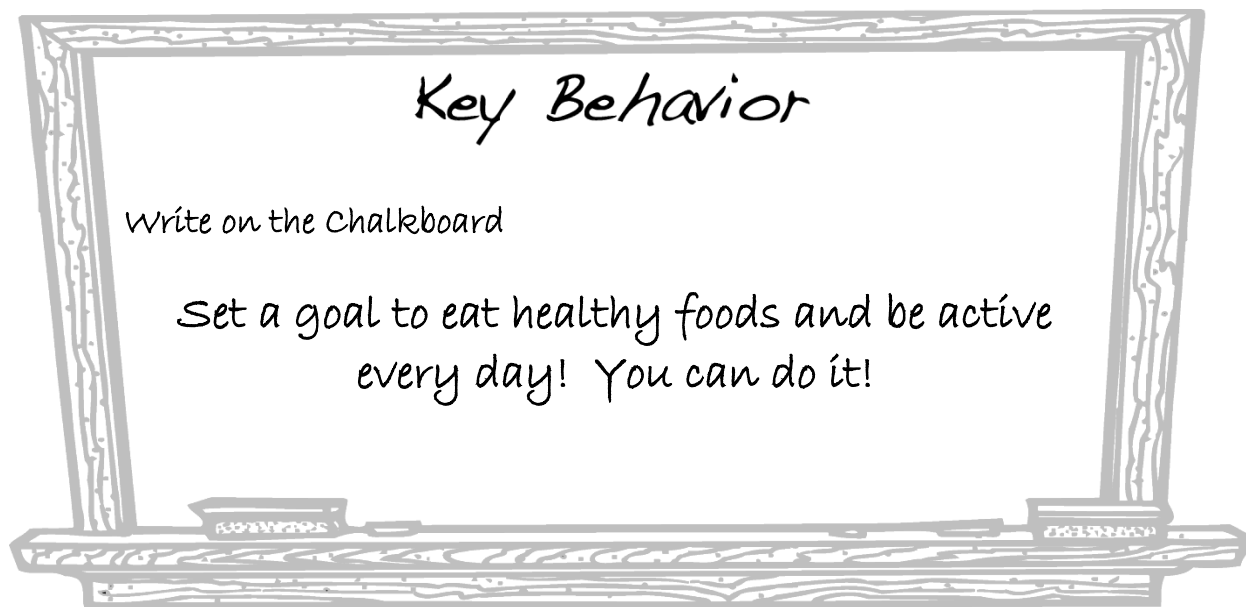 Key Behavior
Write on the Chalkboard
Set a goal to eat healthy foods and be active
every day! You can do it!